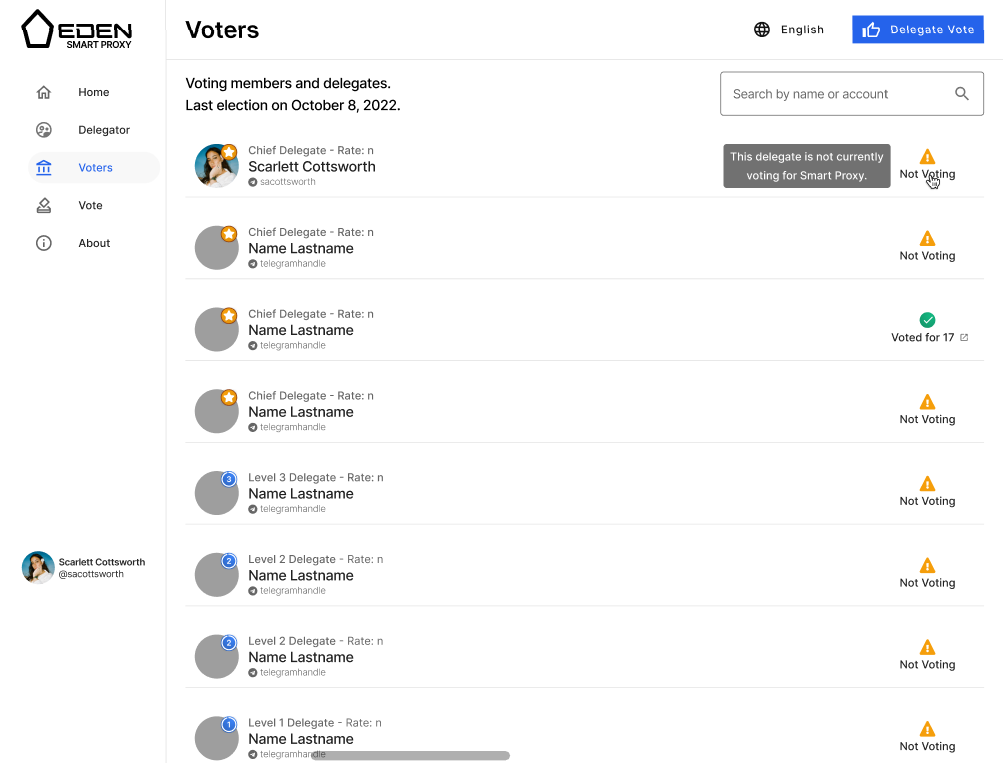 EDEN
SMART PROXY
Home
Delegator
Voters
Vote
About
Scarlett Cottsworth
@sacottsworth
Voters
English
Delegate Vote
Voting members and delegates.
Last election on October 8, 2022.
Search by name or account
Chief Delegate - Rate: n
Scarlett Cottsworth
sacottsworth
This delegate is not currently
voting for Smart Proxy.
Not Voting
Chief Delegate - Rate: n
Name Lastname
telegramhandle
Not Voting
Chief Delegate - Rate: n
Name Lastname
telegramhandle
Voted for 17
Chief Delegate - Rate: n
Name Lastname
telegramhandle
Not Voting
3
Level 3 Delegate - Rate: n
Name Lastname
telegramhandle
Not Voting
2
Level 2 Delegate - Rate: n
Name Lastname
telegramhandle
Not Voting
2
Level 2 Delegate - Rate: n
Name Lastname
telegramhandle
Not Voting
1
Level 1 Delegate - Rate: n
Name Lastname
telegramhandle
Not Voting